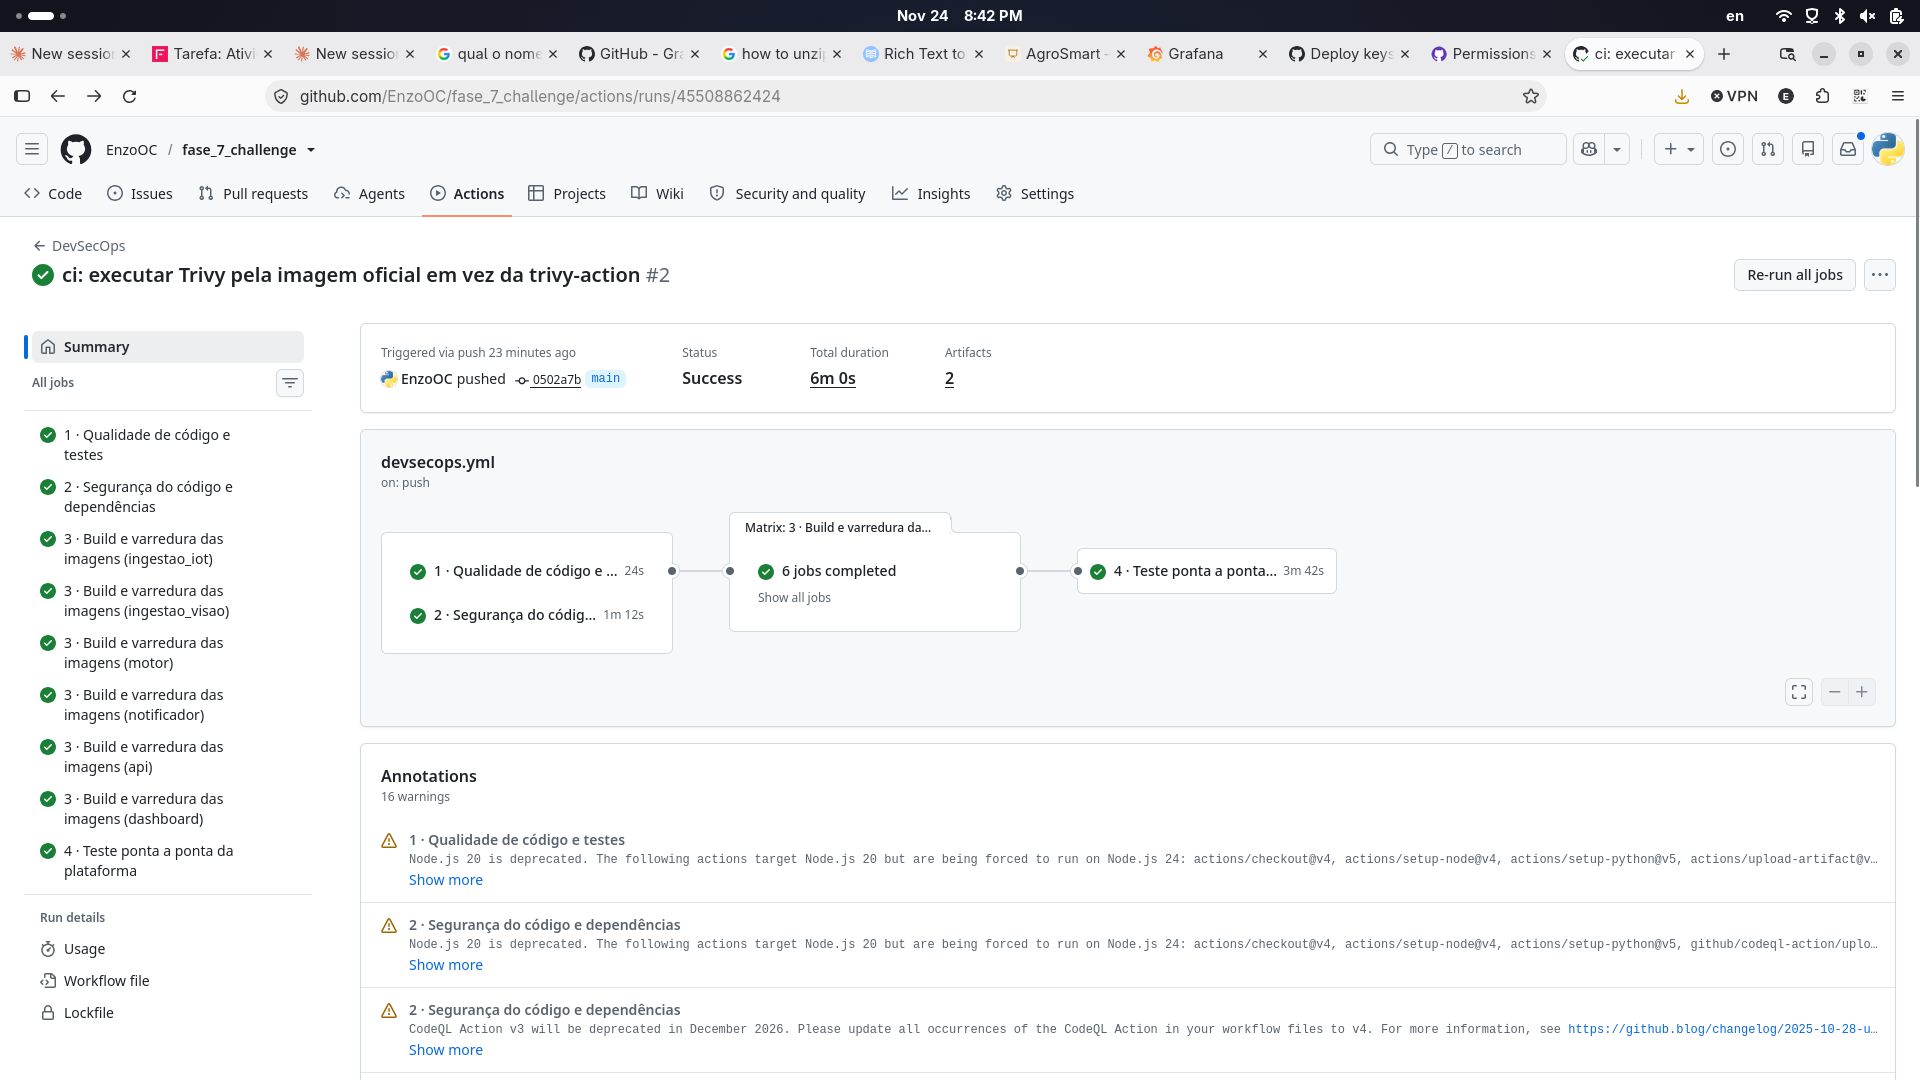 Nov 24 8:42 PM
en
New sessio
Tarefa: Ativi
New sessio
qual o nome
GitHub - Gra
how to unzi
Rich Text to
AgroSmart -
Grafana
Deploy keys
Permissions
ci: executar
github.com/EnzoOC/fase_7_challenge/actions/runs/45508862424
VPN
E
EnzoOC / fase_7_challenge
Type / to search
Code
Issues
Pull requests
Agents
Actions
Projects
Wiki
Security and quality
Insights
Settings
DevSecOps
ci: executar Trivy pela imagem oficial em vez da trivy-action #2
Re-run all jobs
Summary
All jobs
1 · Qualidade de código e
testes
2 · Segurança do código e
dependências
3 · Build e varredura das
imagens (ingestao_iot)
3 · Build e varredura das
imagens (ingestao_visao)
3 · Build e varredura das
imagens (motor)
3 · Build e varredura das
imagens (notificador)
3 · Build e varredura das
imagens (api)
3 · Build e varredura das
imagens (dashboard)
4 · Teste ponta a ponta da
plataforma
Run details
Usage
Workflow file
Lockfile
Triggered via push 23 minutes ago
EnzoOC pushed 0502a7b main
Status
Success
Total duration
6m 0s
Artifacts
2
devsecops.yml
on: push
1 · Qualidade de código e ... 24s
2 · Segurança do códig... 1m 12s
Matrix: 3 · Build e varredura da...
6 jobs completed
Show all jobs
4 · Teste ponta a ponta... 3m 42s
Annotations
16 warnings
1 · Qualidade de código e testes
Node.js 20 is deprecated. The following actions target Node.js 20 but are being forced to run on Node.js 24: actions/checkout@v4, actions/setup-node@v4, actions/setup-python@v5, actions/upload-artifact@v…
Show more
2 · Segurança do código e dependências
Node.js 20 is deprecated. The following actions target Node.js 20 but are being forced to run on Node.js 24: actions/checkout@v4, actions/setup-node@v4, actions/setup-python@v5, github/codeql-action/uplo…
Show more
2 · Segurança do código e dependências
CodeQL Action v3 will be deprecated in December 2026. Please update all occurrences of the CodeQL Action in your workflow files to v4. For more information, see https://github.blog/changelog/2025-10-28-u…
Show more